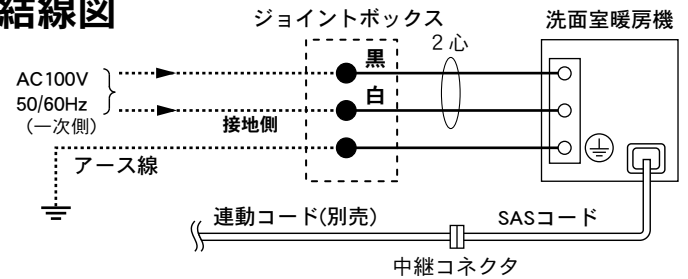 結線図
ジョイントボックス
洗面室暖房機
2心
黒
AC100V
50/60Hz
(一次側)
白
接地側
アース線
連動コード(別売)
SASコード
中継コネクタ